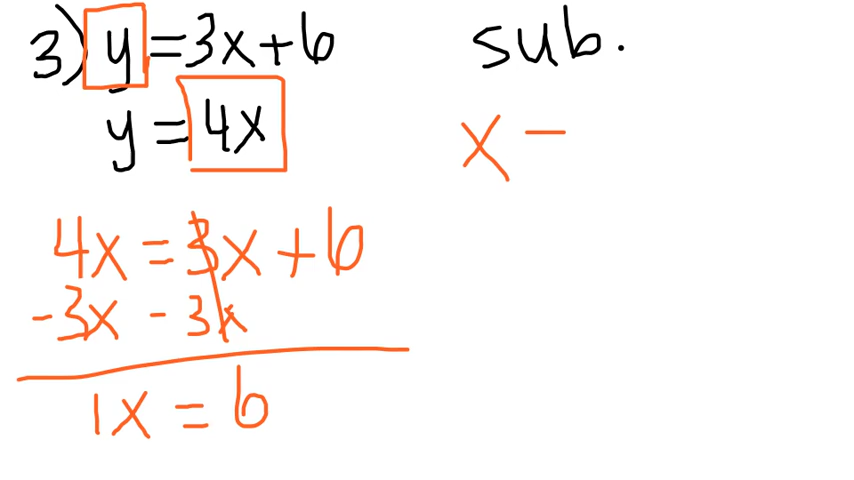 3) y = 3x + 6
y = 4x
4x = 3x + 6
-3x - 3x
1x = 6
sub.
x -